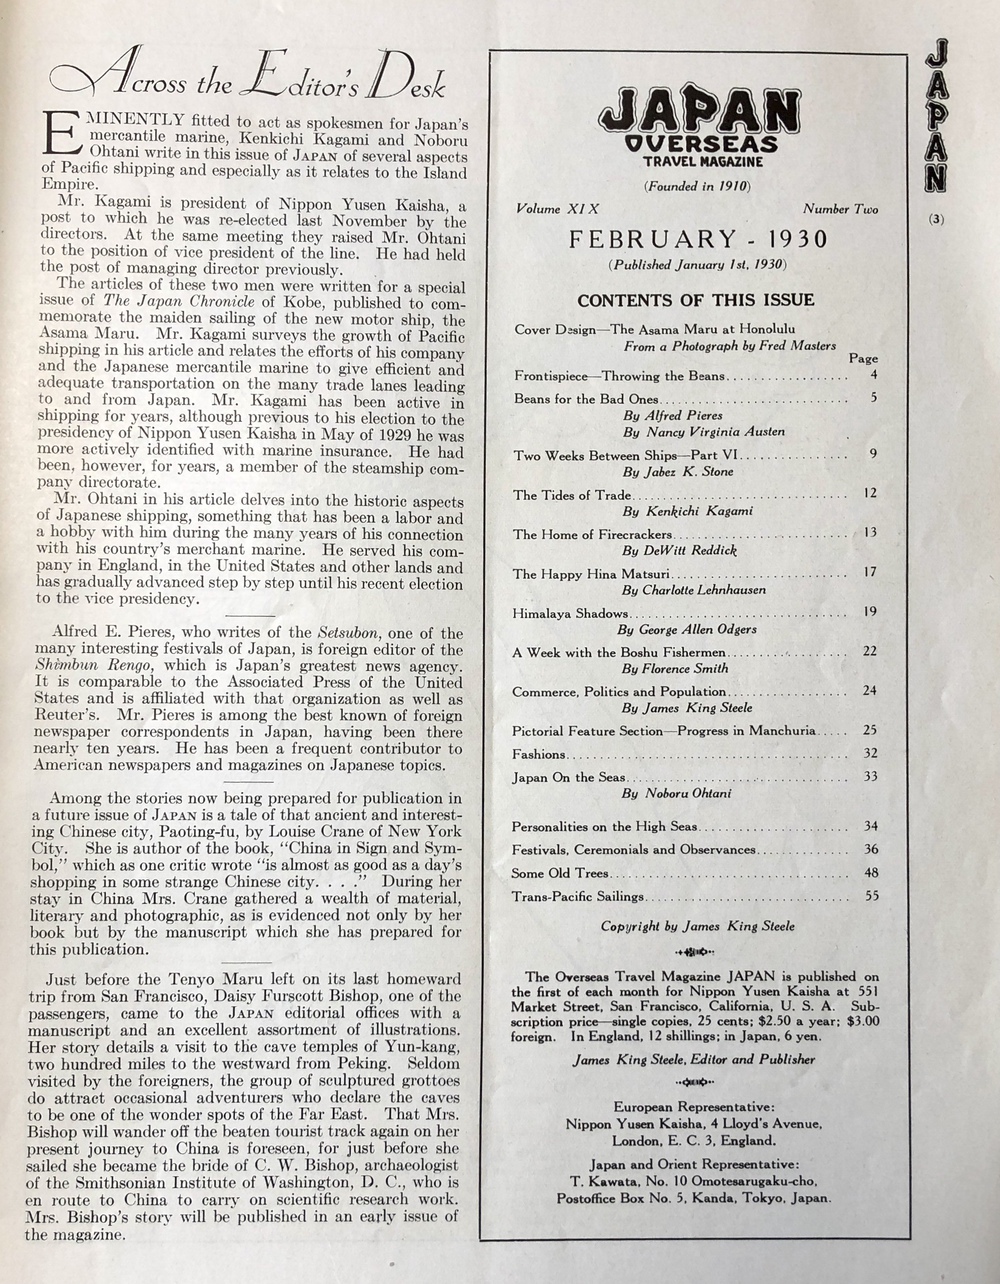 Across the Editor's Desk
EMINENTLY fitted to act as spokesmen for Japan's
mercantile marine, Kenkichi Kagami and Noboru
Ohtani write in this issue of JAPAN of several aspects
of Pacific shipping and especially as it relates to the Island
Empire.
Mr. Kagami is president of Nippon Yusen Kaisha, a
post to which he was re-elected last November by the
directors. At the same meeting they raised Mr. Ohtani
to the position of vice president of the line. He had held
the post of managing director previously.
The articles of these two men were written for a special
issue of The Japan Chronicle of Kobe, published to com-
memorate the maiden sailing of the new motor ship, the
Asama Maru. Mr. Kagami surveys the growth of Pacific
shipping in his article and relates the efforts of his company
and the Japanese mercantile marine to give efficient and
adequate transportation on the many trade lanes leading
to and from Japan. Mr. Kagami has been active in
shipping for years, although previous to his election to the
presidency of Nippon Yusen Kaisha in May of 1929 he was
more actively identified with marine insurance. He had
been, however, for years, a member of the steamship com-
pany directorate.
Mr. Ohtani in his article delves into the historic aspects
of Japanese shipping, something that has been a labor and
a hobby with him during the many years of his connection
with his country's merchant marine. He served his com-
pany in England, in the United States and other lands and
has gradually advanced step by step until his recent election
to the vice presidency.
Alfred E. Pieres, who writes of the Setsubon, one of the
many interesting festivals of Japan, is foreign editor of the
Shimbun Rengo, which is Japan's greatest news agency.
It is comparable to the Associated Press of the United
States and is affiliated with that organization as well as
Reuter's. Mr. Pieres is among the best known of foreign
newspaper correspondents in Japan, having been there
nearly ten years. He has been a frequent contributor to
American newspapers and magazines on Japanese topics.
Among the stories now being prepared for publication in
a future issue of JAPAN is a tale of that ancient and interest-
ing Chinese city, Paoting-fu, by Louise Crane of New York
City. She is author of the book, "China in Sign and Sym-
bol," which as one critic wrote "is almost as good as a day's
shopping in some strange Chinese city. . . ." During her
stay in China Mrs. Crane gathered a wealth of material,
literary and photographic, as is evidenced not only by her
book but by the manuscript which she has prepared for
this publication.
Just before the Tenyo Maru left on its last homeward
trip from San Francisco, Daisy Furscott Bishop, one of the
passengers, came to the JAPAN editorial offices with a
manuscript and an excellent assortment of illustrations.
Her story details a visit to the cave temples of Yun-kang,
two hundred miles to the westward from Peking. Seldom
visited by the foreigners, the group of sculptured grottoes
do attract occasional adventurers who declare the caves
to be one of the wonder spots of the Far East. That Mrs.
Bishop will wander off the beaten tourist track again on her
present journey to China is foreseen, for just before she
sailed she became the bride of C. W. Bishop, archaeologist
of the Smithsonian Institute of Washington, D. C., who is
en route to China to carry on scientific research work.
Mrs. Bishop's story will be published in an early issue of
the magazine.
JAPAN
OVERSEAS
TRAVEL MAGAZINE
(Founded in 1910)
Volume XIX Number Two
FEBRUARY - 1930
(Published January 1st, 1930)
CONTENTS OF THIS ISSUE
Cover Design—The Asama Maru at Honolulu
From a Photograph by Fred Masters
Page
Frontispiece—Throwing the Beans 4
Beans for the Bad Ones 5
By Alfred Pieres
By Nancy Virginia Austen
Two Weeks Between Ships—Part VI 9
By Jabez K. Stone
The Tides of Trade 12
By Kenkichi Kagami
The Home of Firecrackers 13
By DeWitt Reddick
The Happy Hina Matsuri 17
By Charlotte Lehnhausen
Himalaya Shadows 19
By George Allen Odgers
A Week with the Boshu Fishermen 22
By Florence Smith
Commerce, Politics and Population 24
By James King Steele
Pictorial Feature Section—Progress in Manchuria 25
Fashions 32
Japan On the Seas 33
By Noboru Ohtani
Personalities on the High Seas 34
Festivals, Ceremonials and Observances 36
Some Old Trees 48
Trans-Pacific Sailings 55
Copyright by James King Steele
The Overseas Travel Magazine JAPAN is published on
the first of each month for Nippon Yusen Kaisha at 551
Market Street, San Francisco, California, U. S. A. Sub-
scription price—single copies, 25 cents; $2.50 a year; $3.00
foreign. In England, 12 shillings; in Japan, 6 yen.
James King Steele, Editor and Publisher
European Representative:
Nippon Yusen Kaisha, 4 Lloyd's Avenue,
London, E. C. 3, England.
Japan and Orient Representative:
T. Kawata, No. 10 Omotesarugaku-cho,
Postoffice Box No. 5, Kanda, Tokyo, Japan.
JAPAN
(3)